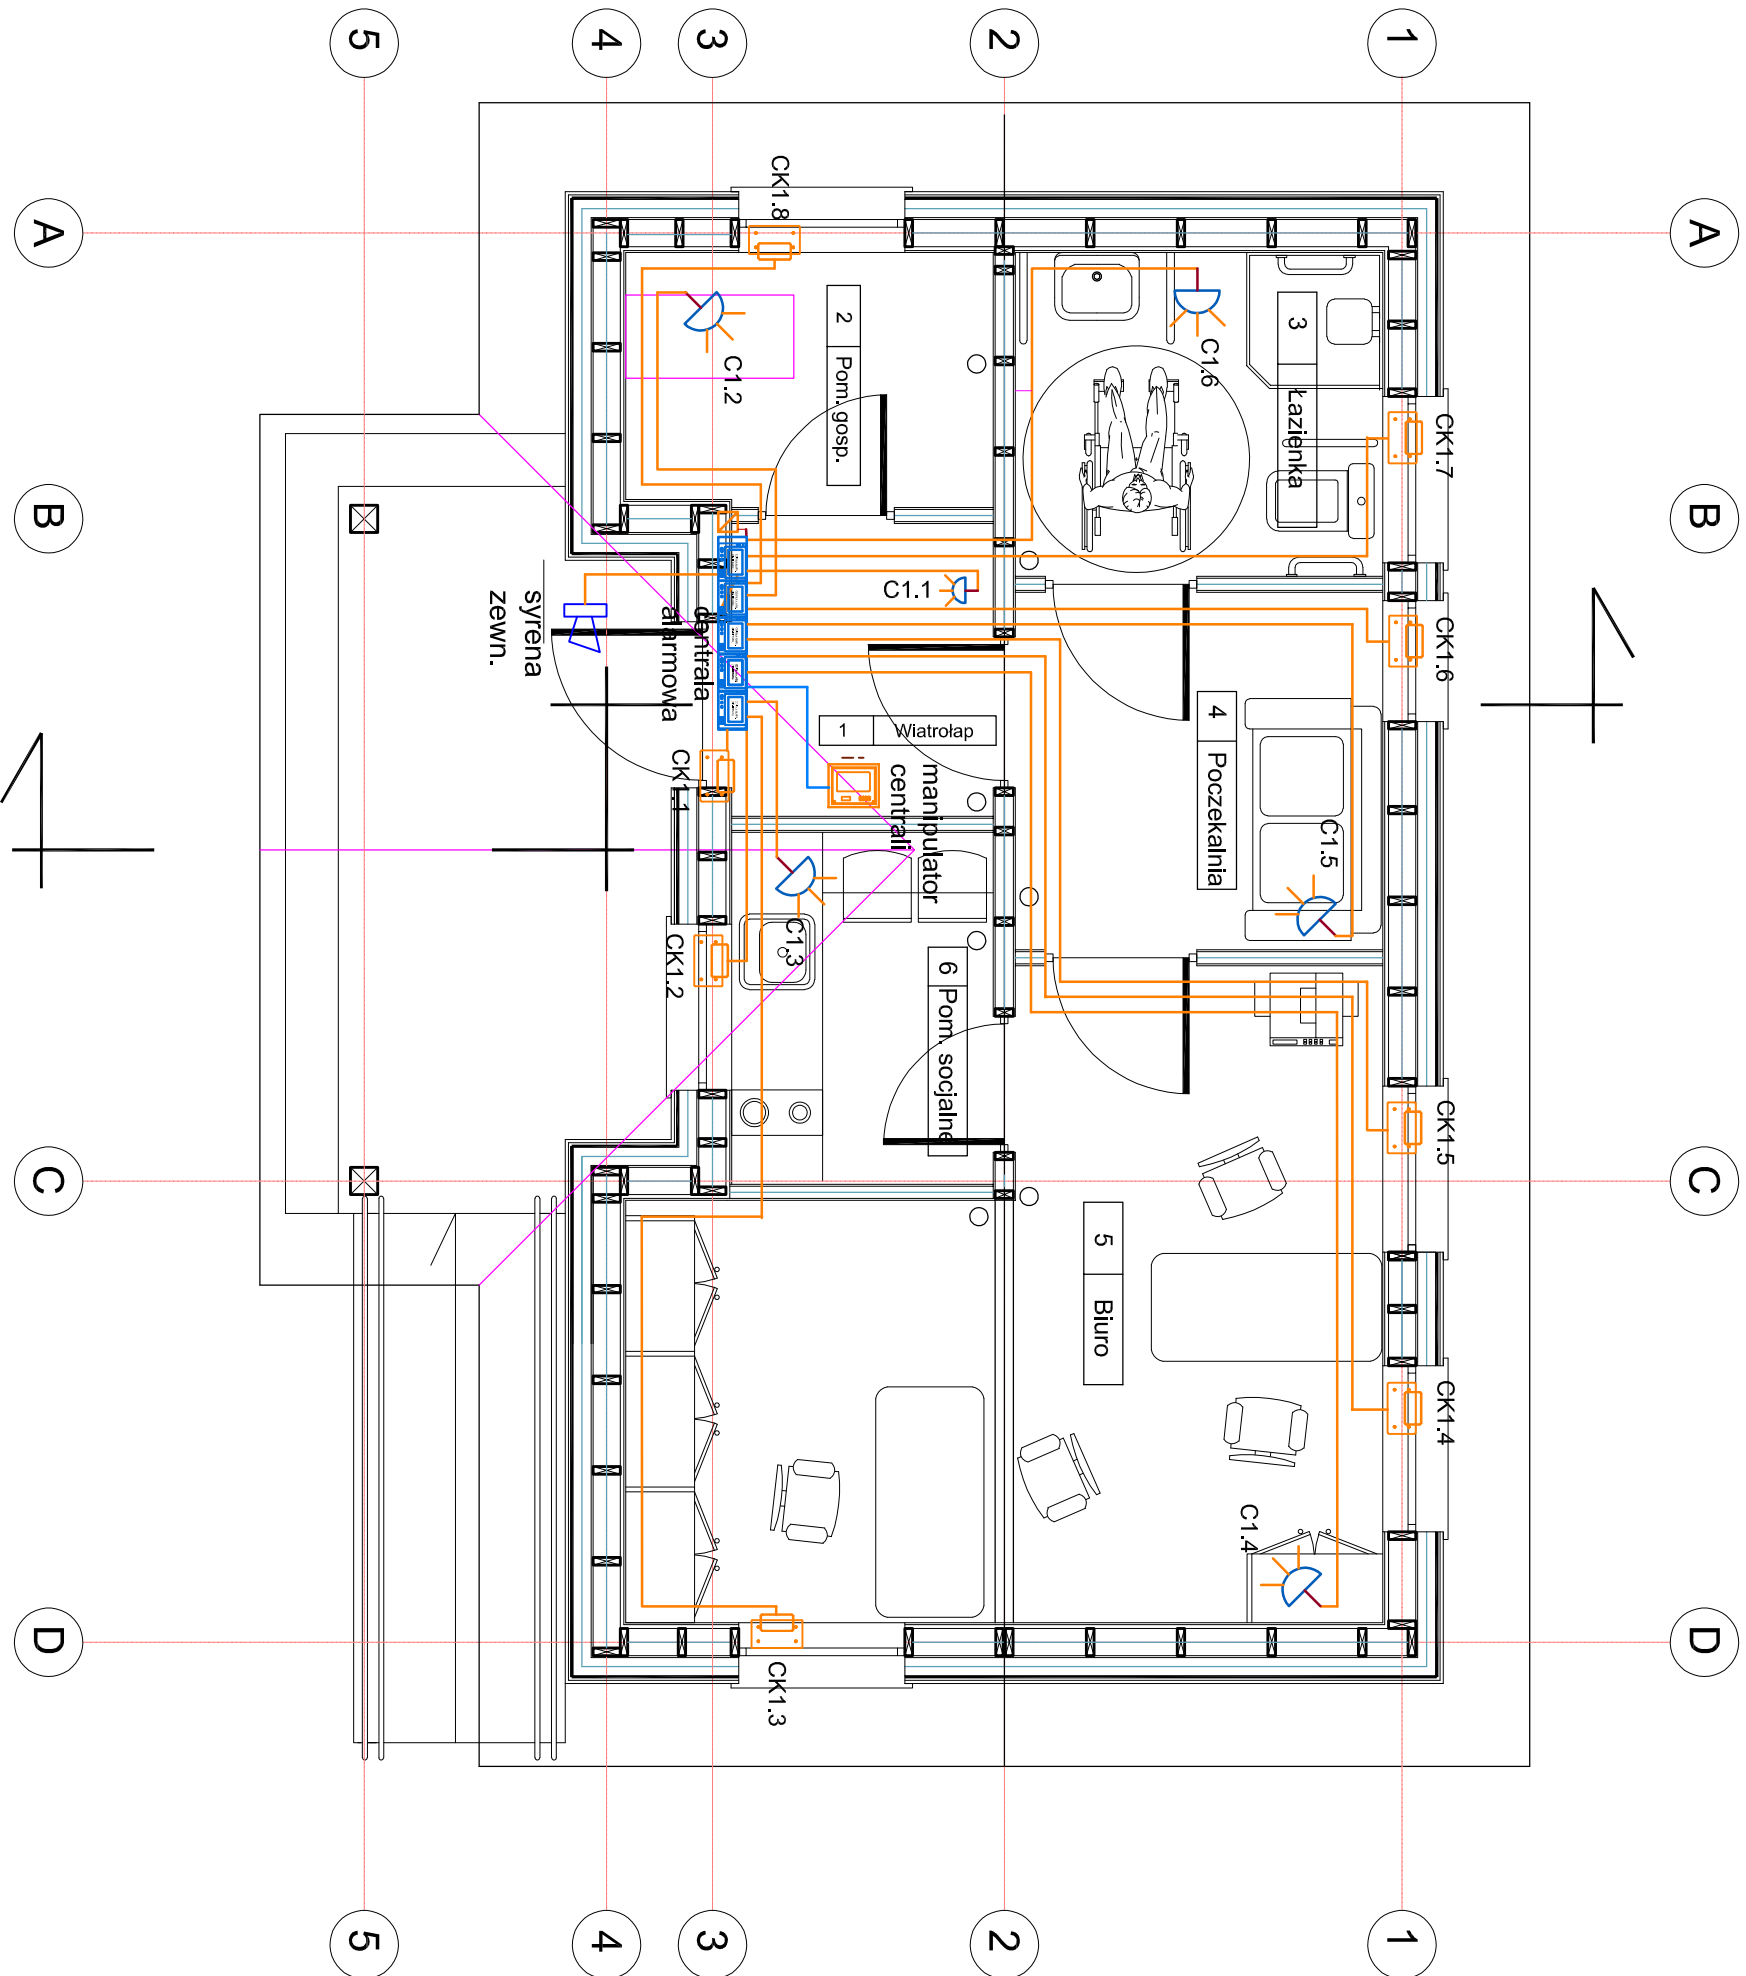 5
4
3
2
1
A
A
B
B
C
C
D
D
5
4
3
2
1
CK1.8
C1.2
2
Pom. gosp.
C1.6
3
Łazienka
CK1.7
C1.1
CK1.6
syrena
zewn.
centrala
alarmowa
1
Wiatrołap
4
Poczekalnia
CK1.1
manipulator
centrali
C1.5
C1.3
CK1.2
6
Pom. socjalne
CK1.5
5
Biuro
CK1.4
C1.4
CK1.3